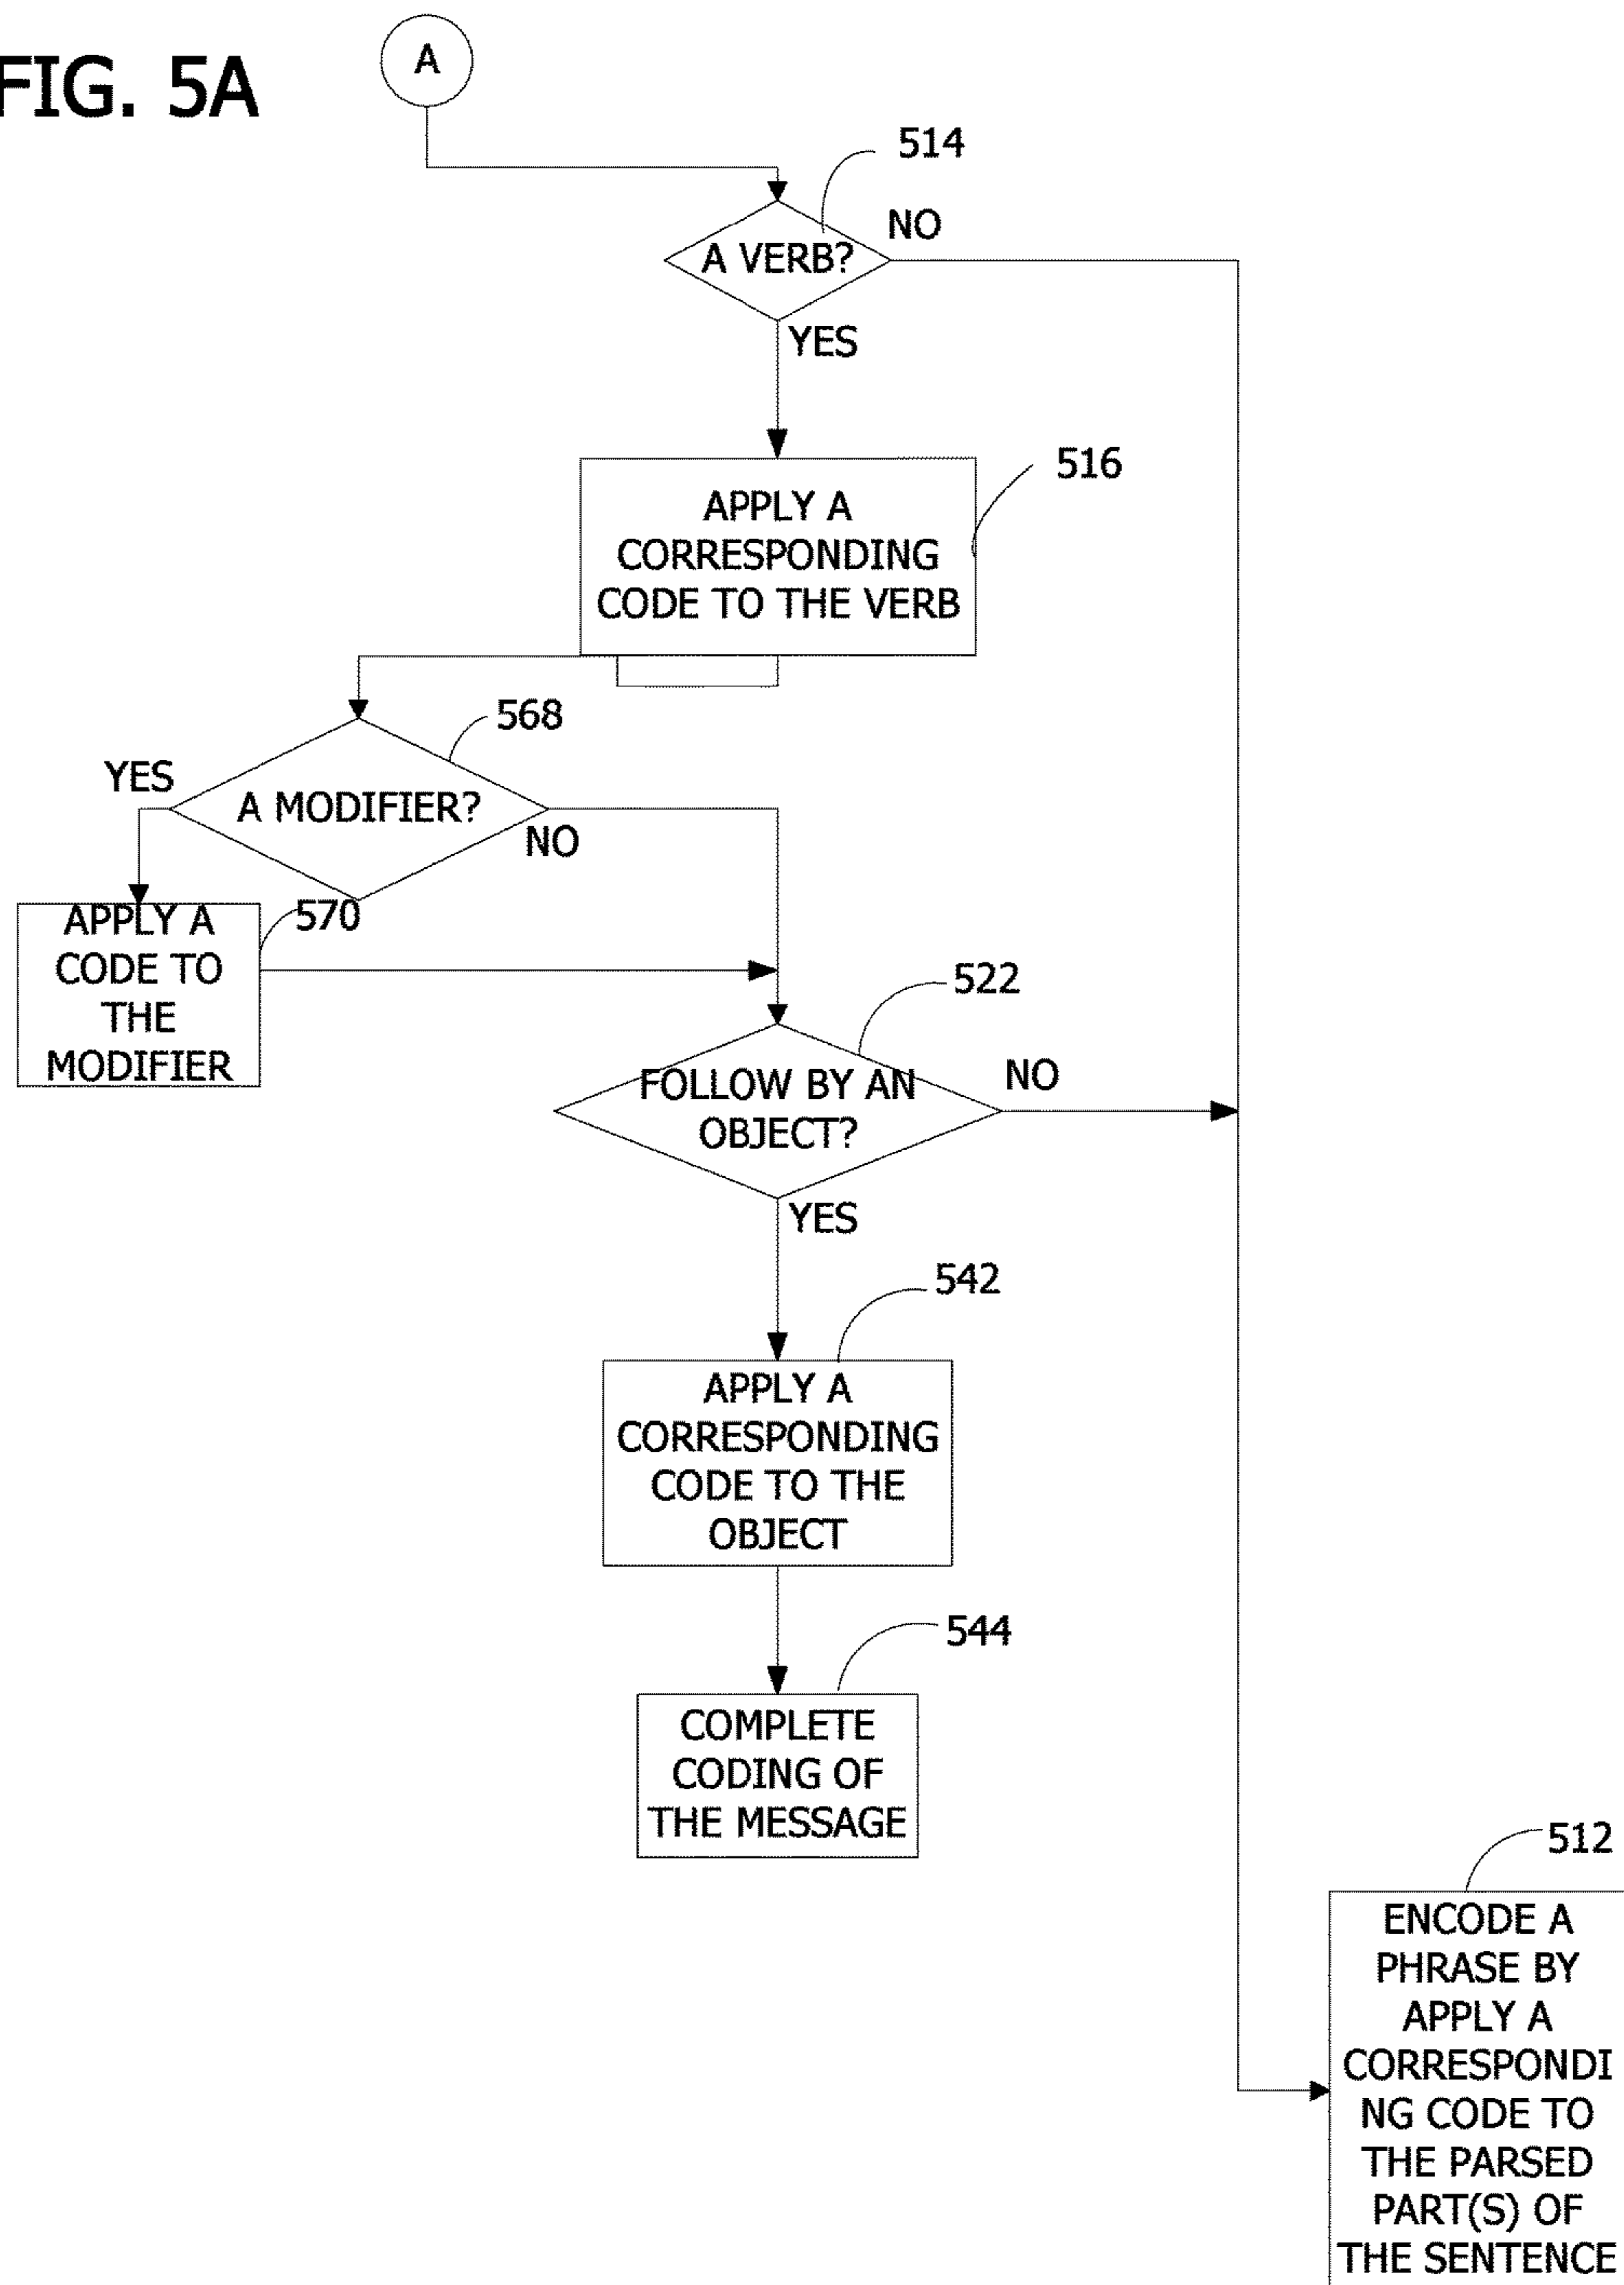 FIG. 5A
A
514
A VERB?
NO
YES
516
APPLY A
CORRESPONDING
CODE TO THE VERB
568
YES
A MODIFIER?
NO
570
APPLY A
CODE TO
THE
MODIFIER
522
FOLLOW BY AN
OBJECT?
NO
YES
542
APPLY A
CORRESPONDING
CODE TO THE
OBJECT
544
COMPLETE
CODING OF
THE MESSAGE
512
ENCODE A
PHRASE BY
APPLY A
CORRESPONDI
NG CODE TO
THE PARSED
PART(S) OF
THE SENTENCE